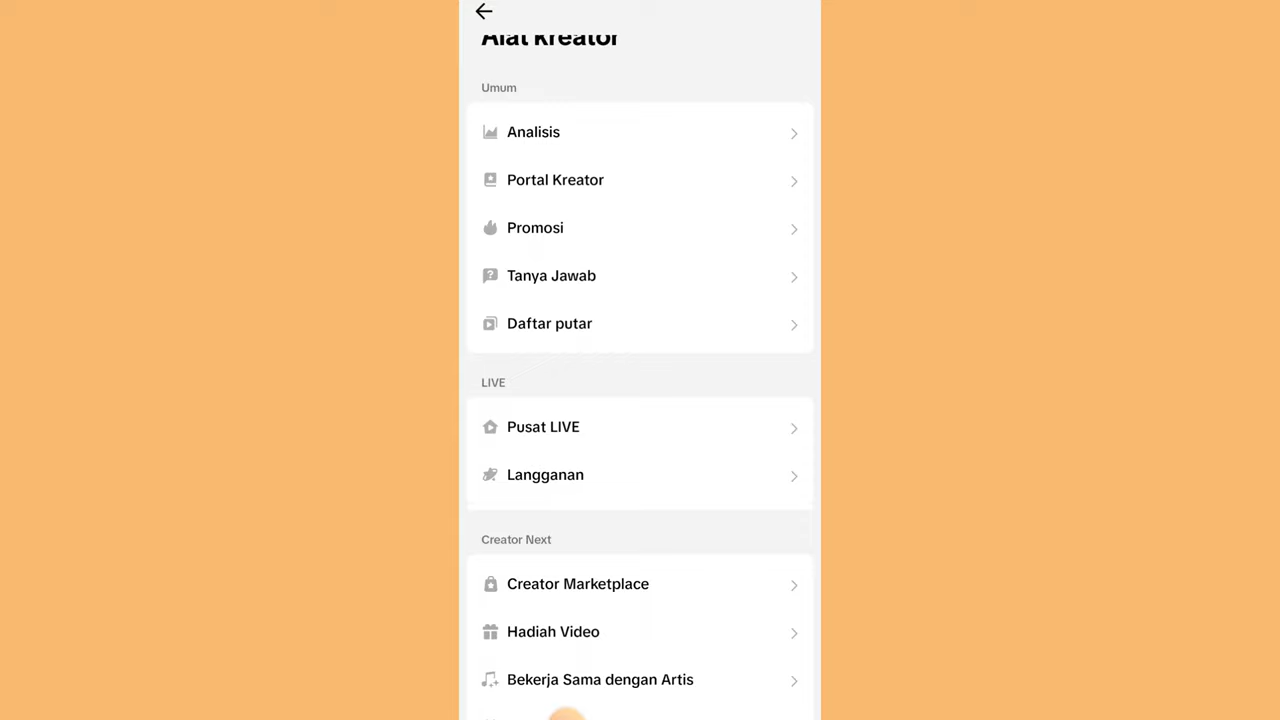 Alat Kreator
Umum
Analisis
Portal Kreator
Promosi
Tanya Jawab
Daftar putar
LIVE
Pusat LIVE
Langganan
Creator Next
Creator Marketplace
Hadiah Video
Bekerja Sama dengan Artis